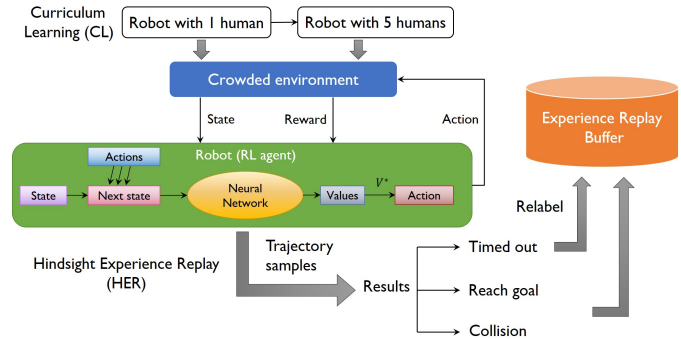 Curriculum
Learning (CL)
Robot with 1 human
Robot with 5 humans
Crowded environment
State
Reward
Action
Robot (RL agent)
Actions
State
Next state
Neural
Network
Values
V*
Action
Experience Replay
Buffer
Relabel
Hindsight Experience Replay
(HER)
Trajectory
samples
Results
Timed out
Reach goal
Collision